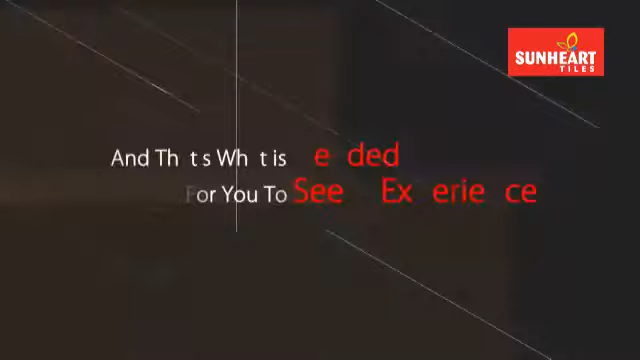 SUNHEART
TILES
And Th t s Wh t is e ded
For You To See Ex erie ce